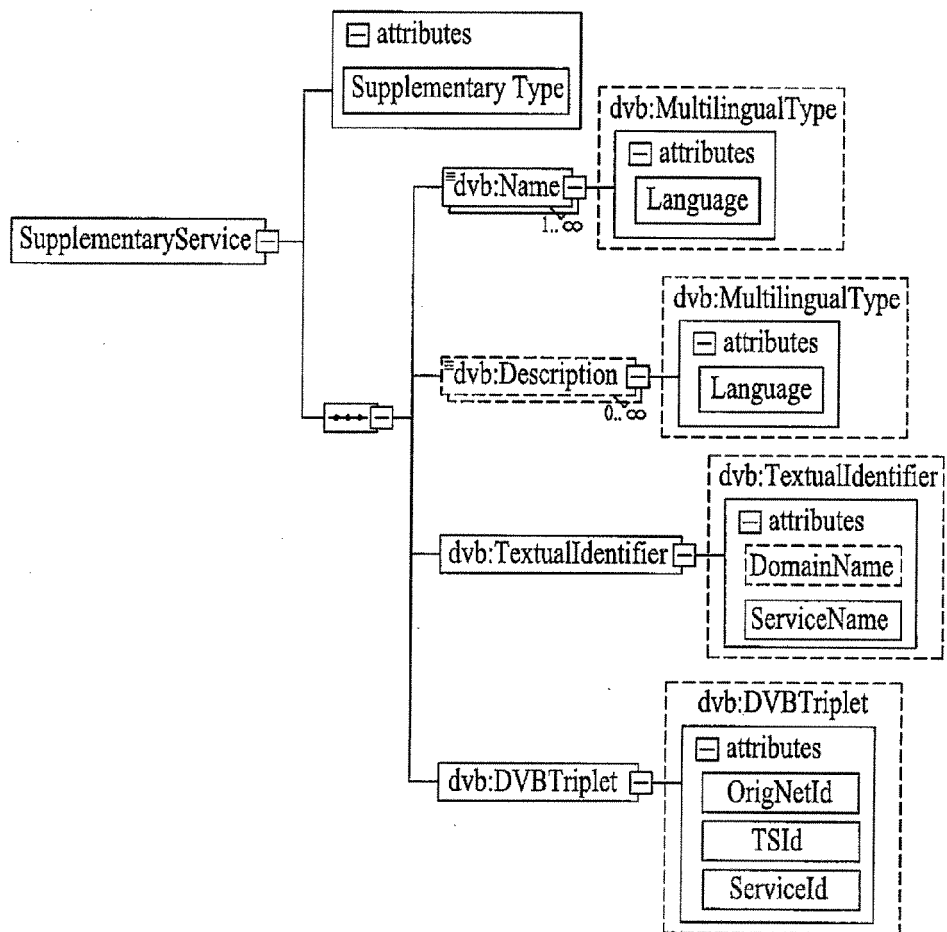 attributes
Supplementary Type
SupplementaryService
dvb:Name
1..∞
dvb:MultilingualType
attributes
Language
dvb:Description
0..∞
dvb:MultilingualType
attributes
Language
dvb:TextualIdentifier
dvb:TextualIdentifier
attributes
DomainName
ServiceName
dvb:DVBTriplet
dvb:DVBTriplet
attributes
OrigNetId
TSId
ServiceId